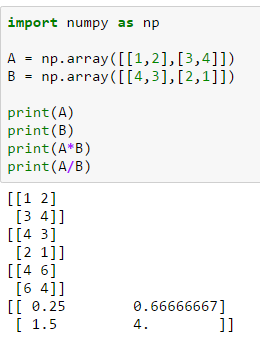 import numpy as np
A = np.array([[1,2],[3,4]])
B = np.array([[4,3],[2,1]])
print(A)
print(B)
print(A*B)
print(A/B)
[[1 2]
 [3 4]]
[[4 3]
 [2 1]]
[[4 6]
 [6 4]]
[[ 0.25        0.66666667]
 [ 1.5         4.        ]]